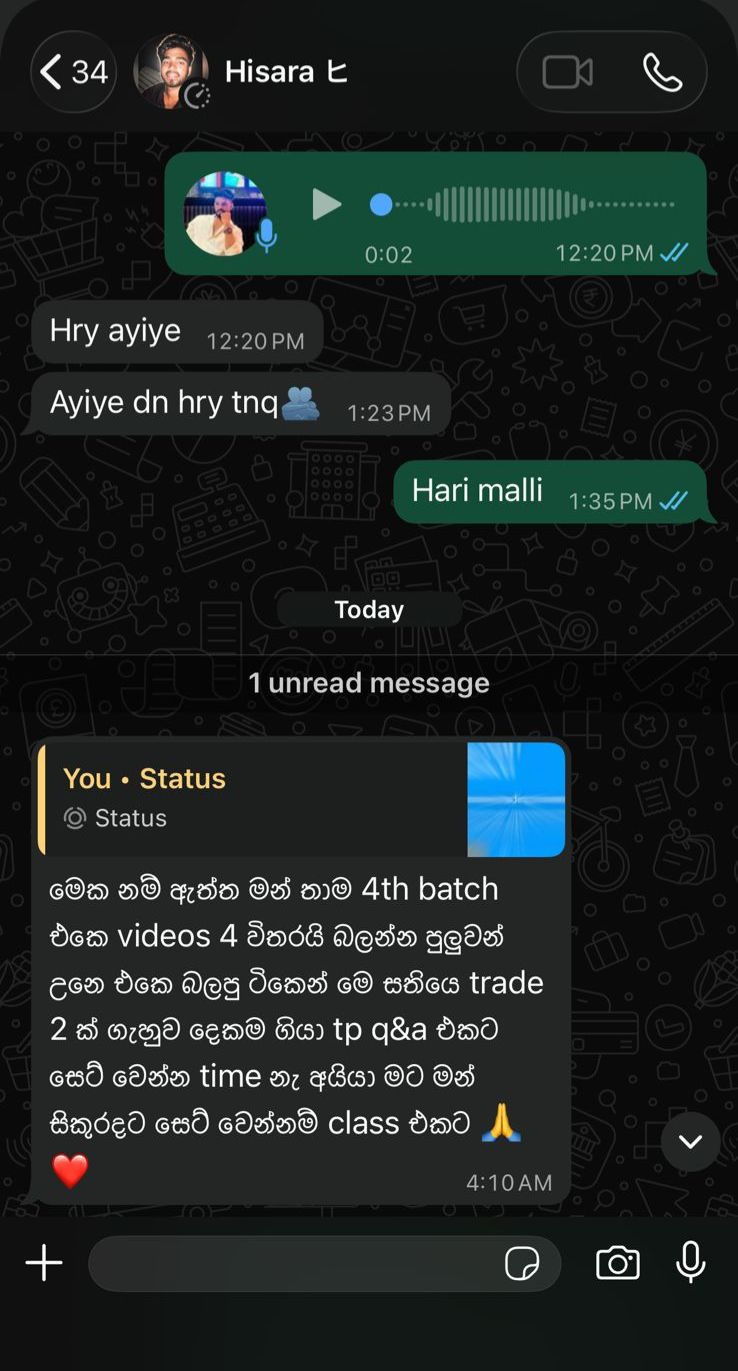 34
Hisara ヒ
0:02
12:20 PM
Hry ayiye
12:20 PM
Ayiye dn hry tnq🫂
1:23 PM
Hari malli
1:35 PM
Today
1 unread message
You • Status
Status
මෙක නම් ඇත්ත මන් තාම 4th batch
එකෙ videos 4 විතරයි බලන්න පුලුවන්
උනෙ එකෙ බලපු ටිකෙන් මෙ සතියෙ trade
2 ක් ගැහුව දෙකම ගියා tp q&a එකට
සෙට් වෙන්න time නැ අයියා මට මන්
සිකුරදට සෙට් වෙන්නම් class එකට 🙏
❤️
4:10 AM